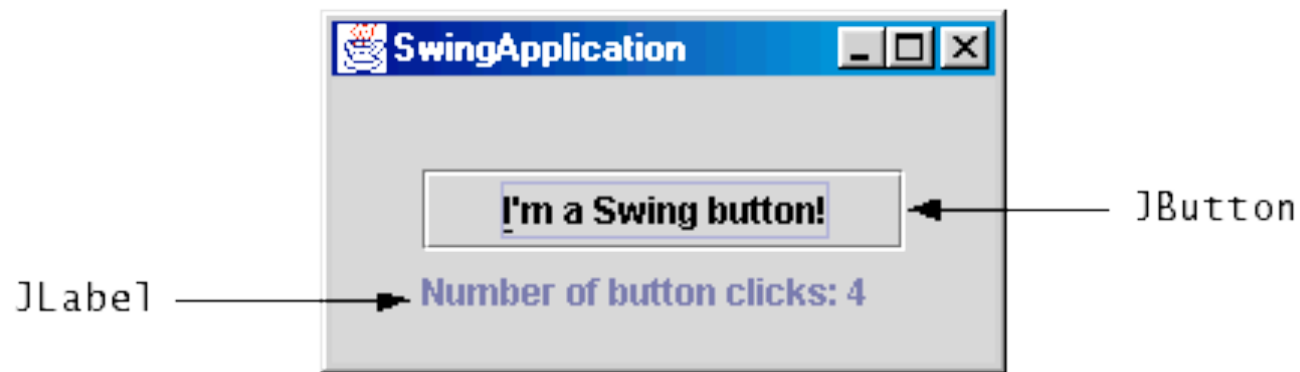 SwingApplication
I'm a Swing button!
JButton
JLabel
Number of button clicks: 4